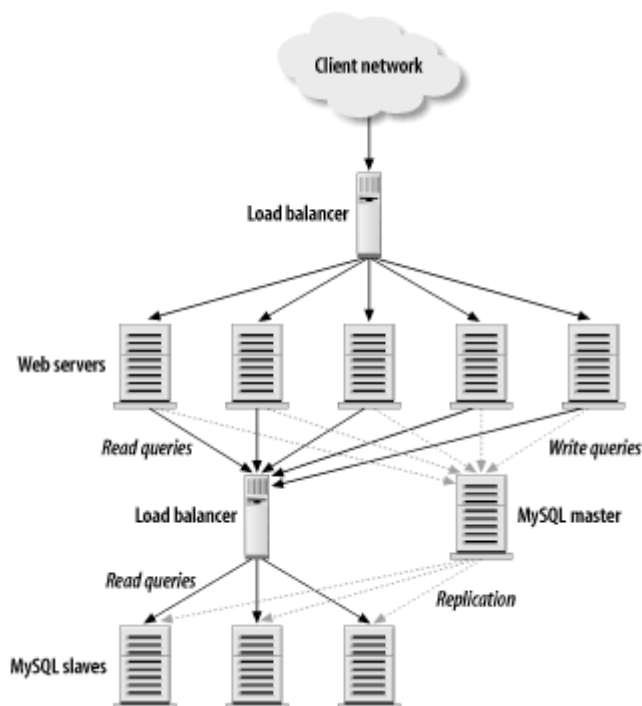 Client network
Load balancer
Web servers
Read queries
Write queries
Load balancer
MySQL master
Read queries
Replication
MySQL slaves